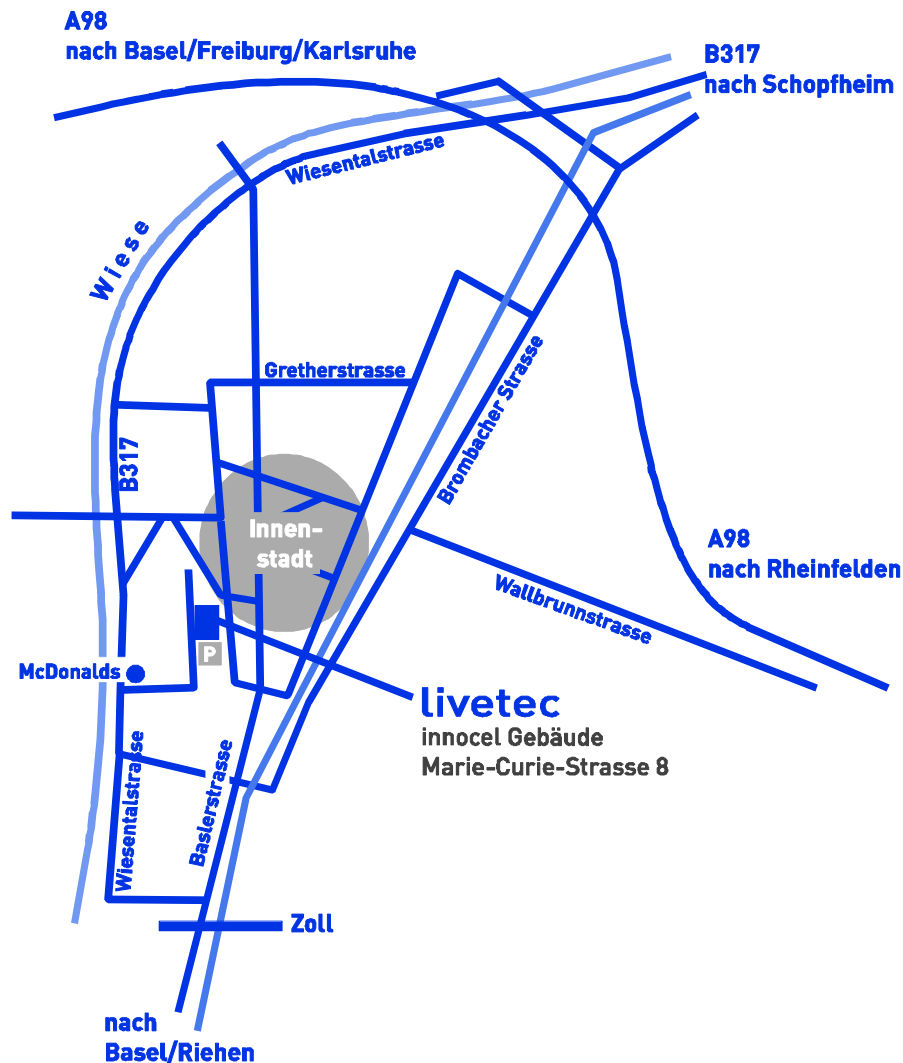 A98
nach Basel/Freiburg/Karlsruhe
B317
nach Schopfheim
Wiesentalstrasse
Wiese
Gretherstrasse
Brombacher Strasse
B317
Innen-
stadt
A98
nach Rheinfelden
Wallbrunnstrasse
P
McDonalds
livetec
innocel Gebäude
Marie-Curie-Strasse 8
Wiesentalstrasse
Baslerstrasse
Zoll
nach
Basel/Riehen